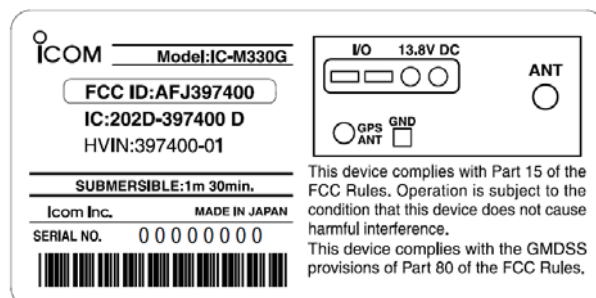 ICOM Model:IC-M330G
FCC ID:AFJ397400
IC:202D-397400 D
HVIN:397400-01
SUBMERSIBLE:1m 30min.
Icom Inc. MADE IN JAPAN
SERIAL NO. 00000000
I/O 13.8V DC
ANT
GPS ANT
GND
This device complies with Part 15 of the
FCC Rules. Operation is subject to the
condition that this device does not cause
harmful interference.
This device complies with the GMDSS
provisions of Part 80 of the FCC Rules.